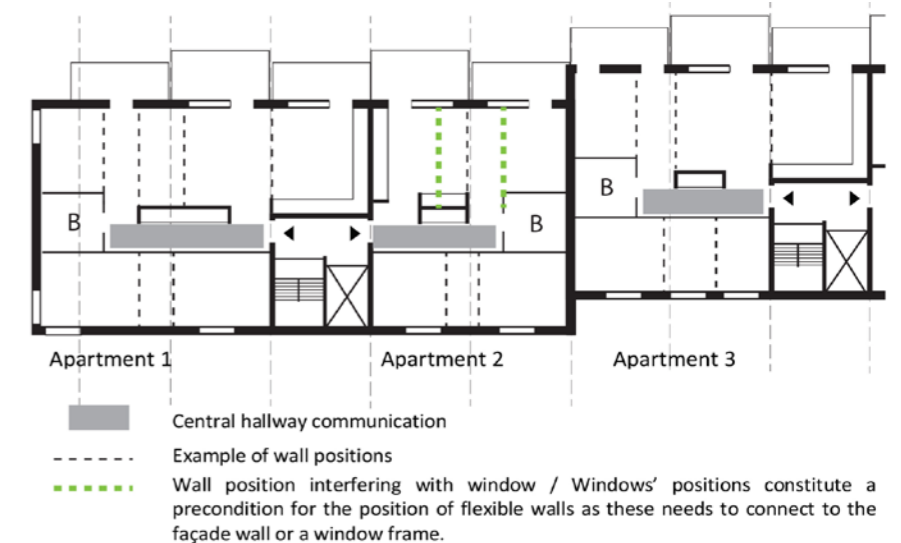 B
B
B
Apartment 1
Apartment 2
Apartment 3
Central hallway communication
Example of wall positions
Wall position interfering with window / Windows' positions constitute a
precondition for the position of flexible walls as these needs to connect to the
façade wall or a window frame.